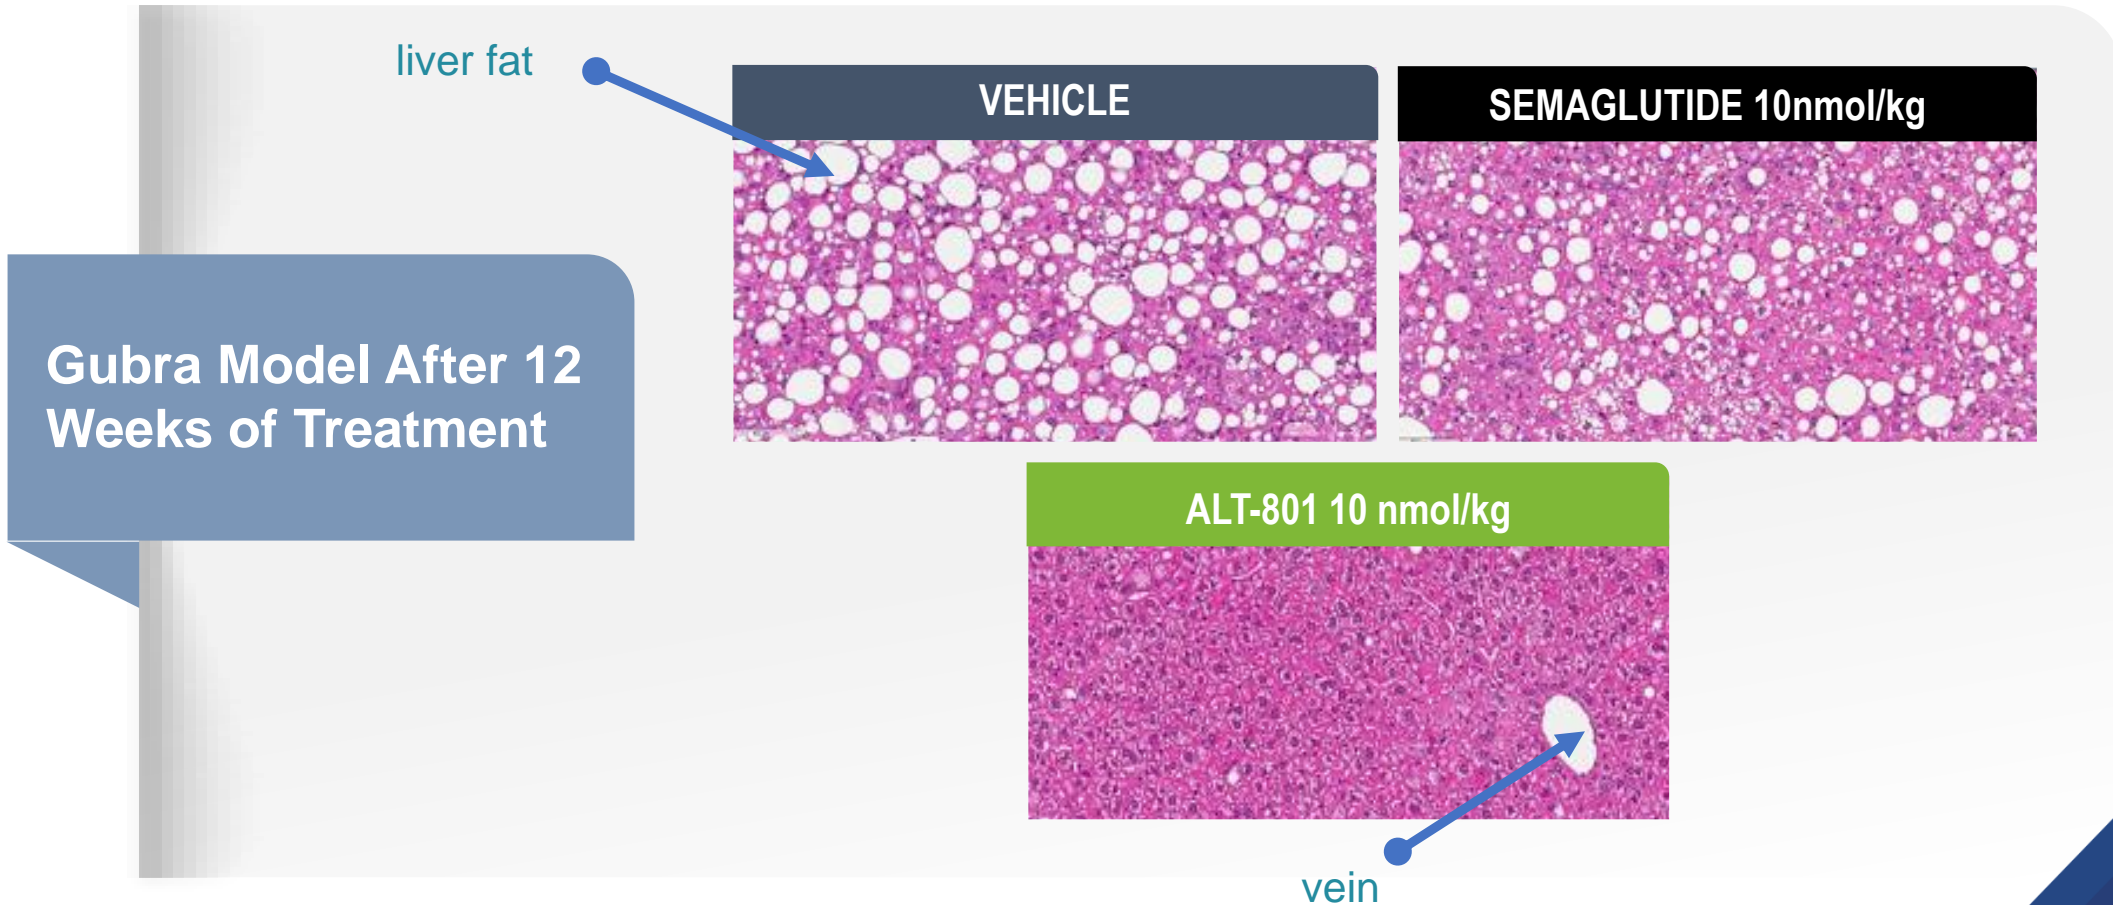 liver fat
VEHICLE
SEMAGLUTIDE 10nmol/kg
Gubra Model After 12
Weeks of Treatment
ALT-801 10 nmol/kg
vein